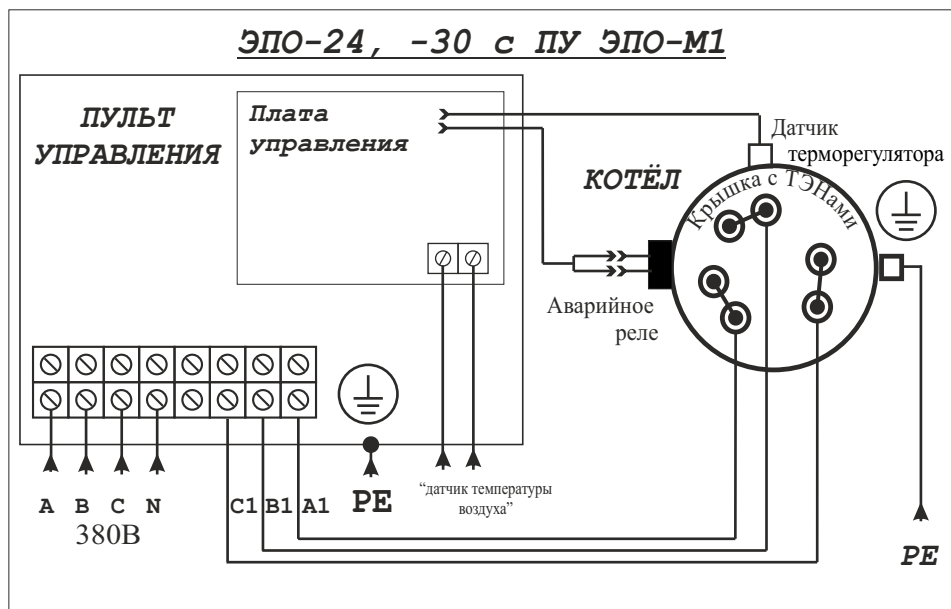 ЭПО-24, -30 с ПУ ЭПО-М1
ПУЛЬТ
УПРАВЛЕНИЯ
Плата
управления
Датчик
терморегулятора
КОТЁЛ
Крышка с ТЭНами
Аварийное
реле
A B C N
380В
C1 B1 A1
PE
“датчик температуры
воздуха”
PE